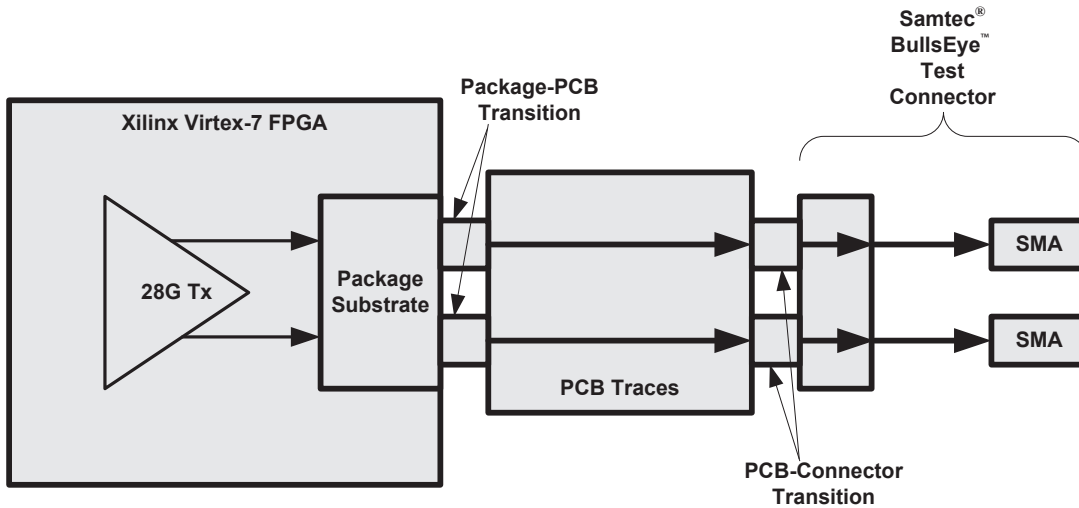 Samtec®
BullsEye™
Test
Connector
Package-PCB
Transition
Xilinx Virtex-7 FPGA
28G Tx
Package
Substrate
SMA
SMA
PCB Traces
PCB-Connector
Transition